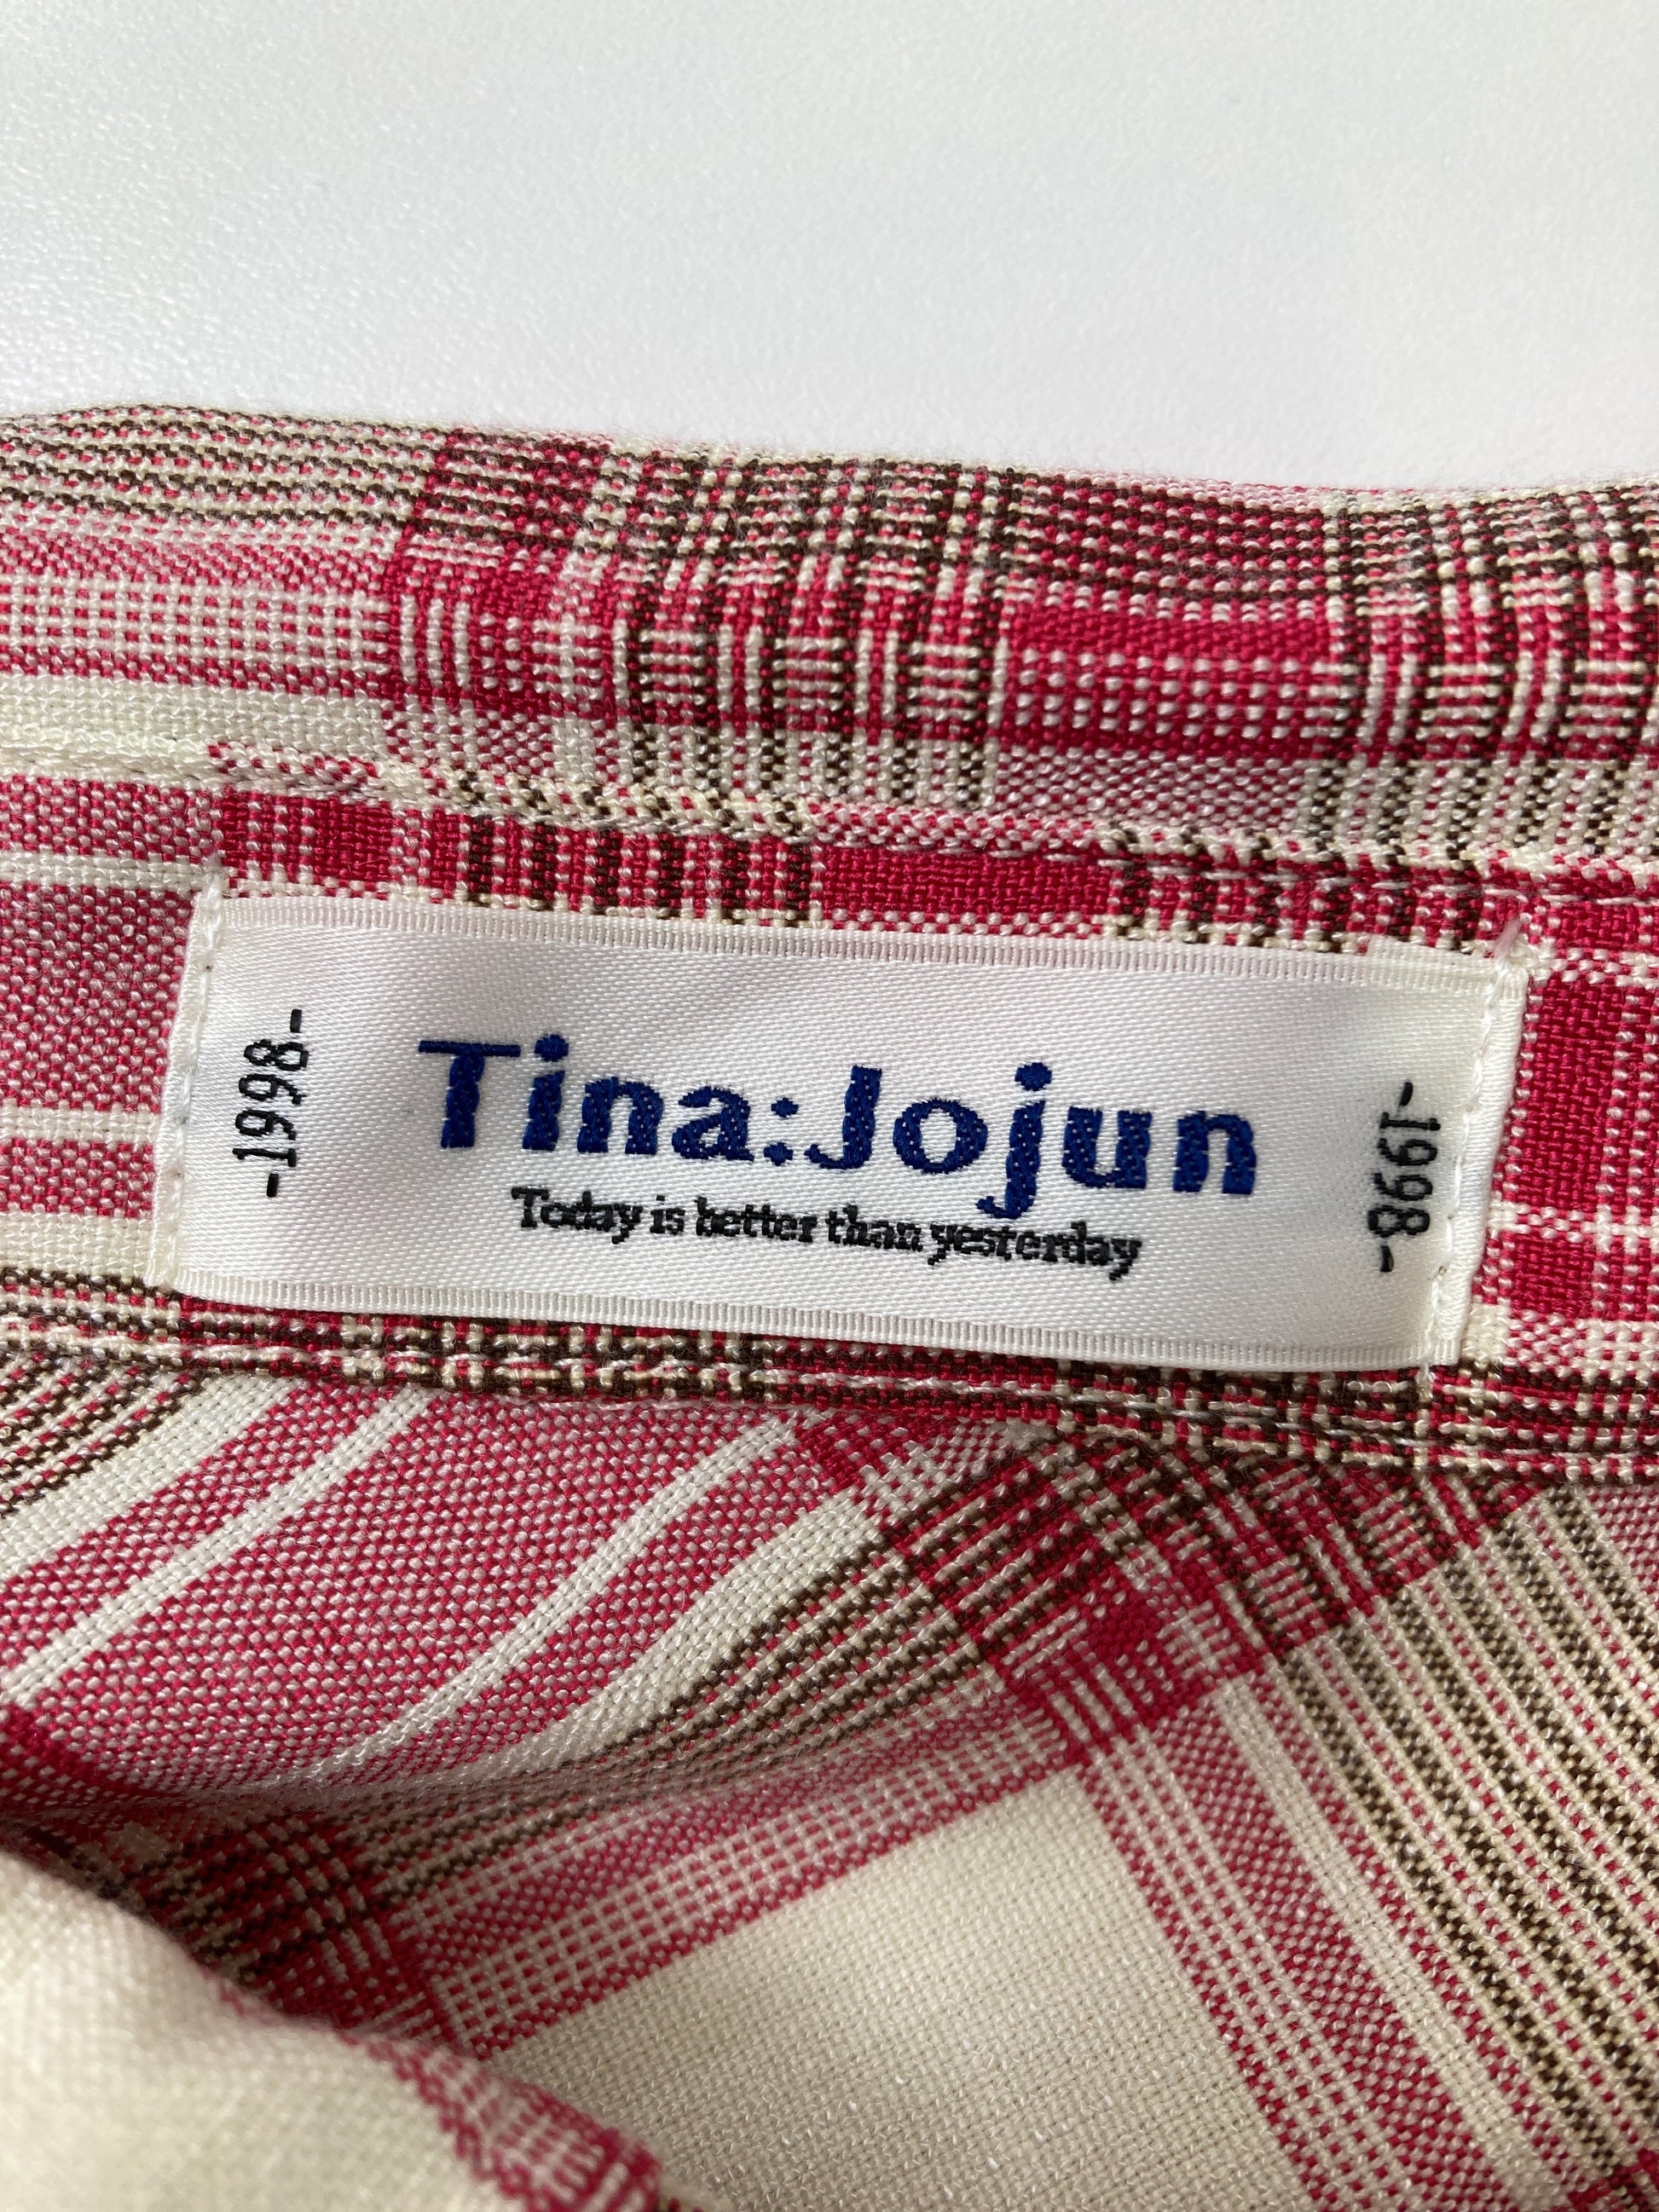 -1998-
Tina:Jojun
Today is better than yesterday
-1998-